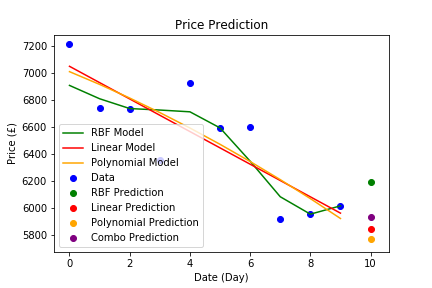 Price Prediction
7200
7000
6800
6600
6400
6200
6000
5800
Price (£)
RBF Model
Linear Model
Polynomial Model
Data
RBF Prediction
Linear Prediction
Polynomial Prediction
Combo Prediction
0 2 4 6 8 10
Date (Day)